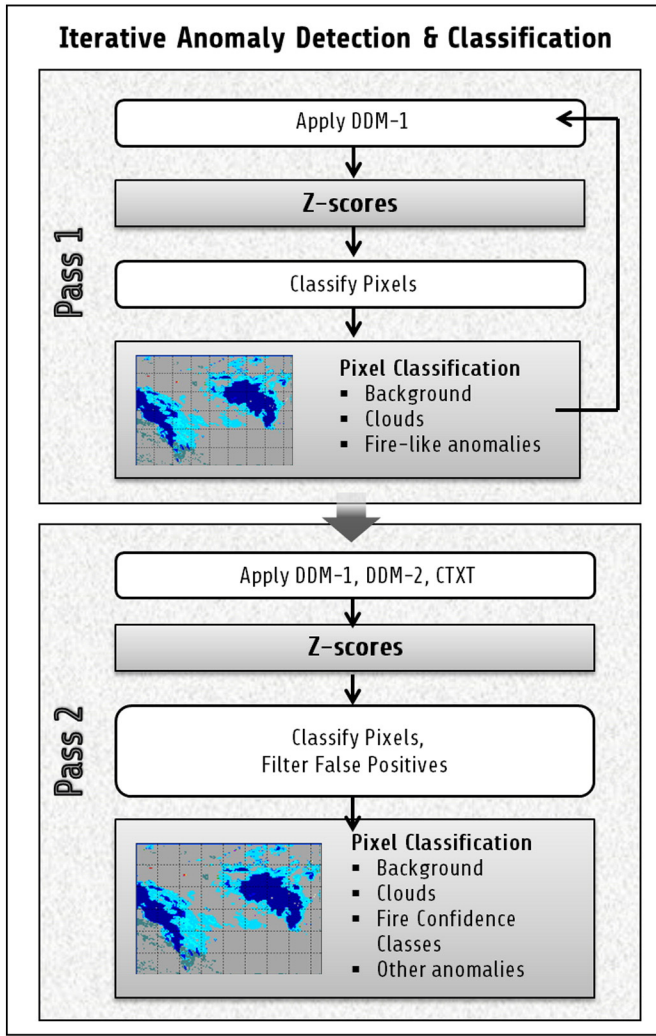 Iterative Anomaly Detection & Classification
Pass 1
Apply DDM-1
Z-scores
Classify Pixels
Pixel Classification
▪ Background
▪ Clouds
▪ Fire-like anomalies
Pass 2
Apply DDM-1, DDM-2, CTXT
Z-scores
Classify Pixels,
Filter False Positives
Pixel Classification
▪ Background
▪ Clouds
▪ Fire Confidence
Classes
▪ Other anomalies